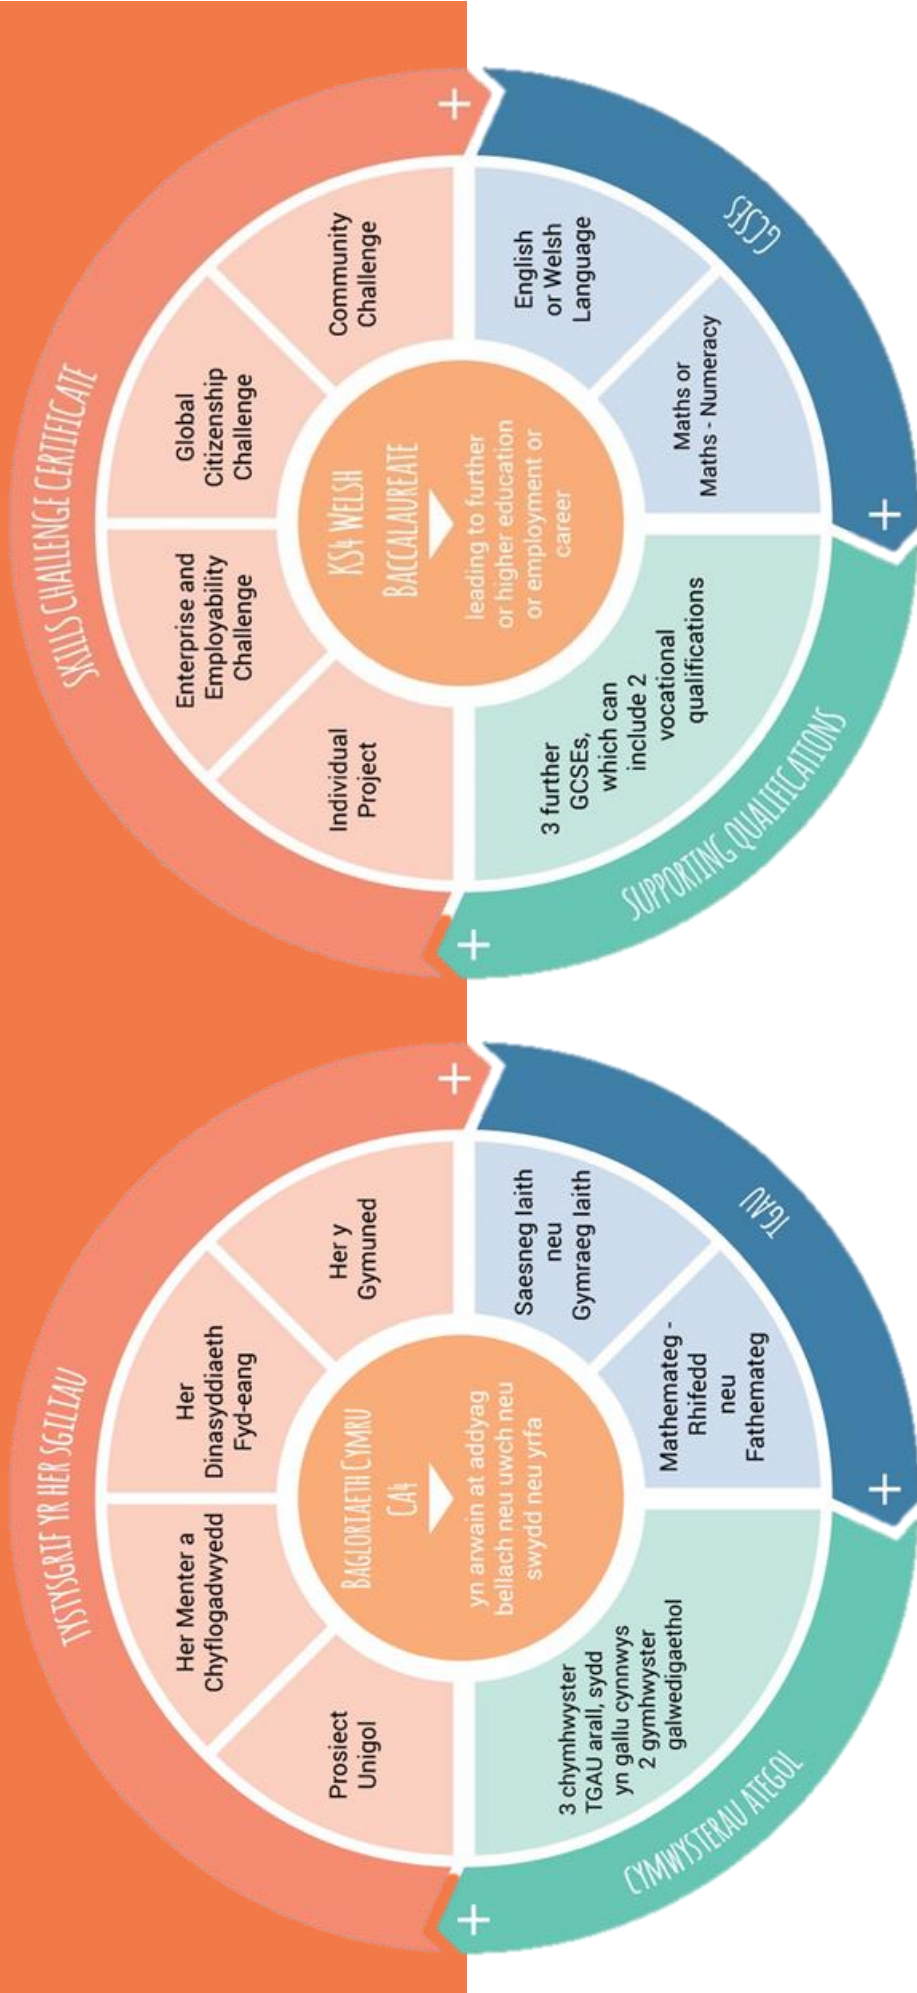 TYSTYSGRIF YR HER SGILIAU
Prosiect
Unigol
Her Menter a
Chyflogadwyedd
Her
Dinasyddiaeth
Fyd-eang
Her y
Gymuned
+
BAGLORIAETH CYMRU
CA4
yn arwain at addyag
bellach neu uwch neu
swydd neu yrfa
TGAU
Saesneg Iaith
neu
Gymraeg Iaith
Mathemateg -
Rhifedd
neu
Fathemateg
+
CYMWYSTERAU ATEGOL
3 chymhwyster
TGAU arall, sydd
yn gallu cynnwys
2 gymhwyster
galwedigaethol
+
SKILLS CHALLENGE CERTIFICATE
Individual
Project
Enterprise and
Employability
Challenge
Global
Citizenship
Challenge
Community
Challenge
+
KS4 WELSH
BACCALAUREATE
leading to further
or higher education
or employment or
career
GCSES
English
or Welsh
Language
Maths or
Maths - Numeracy
+
SUPPORTING QUALIFICATIONS
3 further
GCSEs,
which can
include 2
vocational
qualifications
+